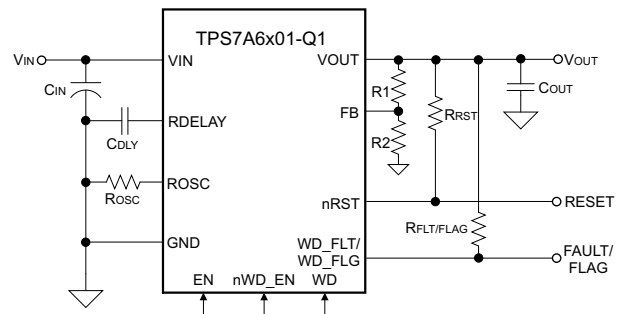 TPS7A6x01-Q1
VIN
VIN
VOUT
VOUT
CIN
R1
COUT
FB
RRST
CDLY
RDELAY
R2
ROSC
ROSC
nRST
RESET
RFLT/FLAG
GND
WD_FLT/
WD_FLG
FAULT/
FLAG
EN
nWD_EN
WD